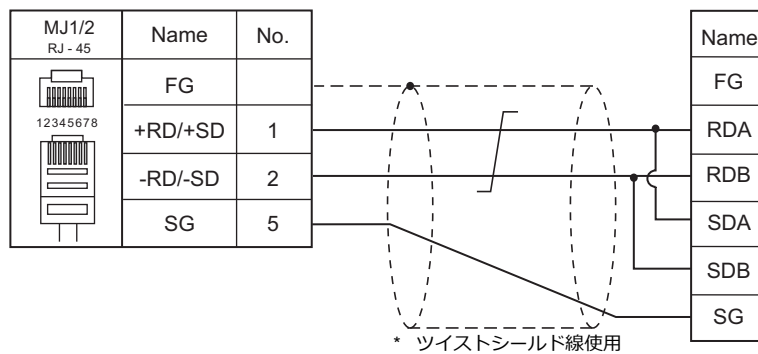 MJ1/2 Name No. Name
RJ - 45
FG FG
12345678
+RD/+SD 1 RDA
-RD/-SD 2 RDB
SG 5 SDA
SDB
SG
* ツイストシールド線使用